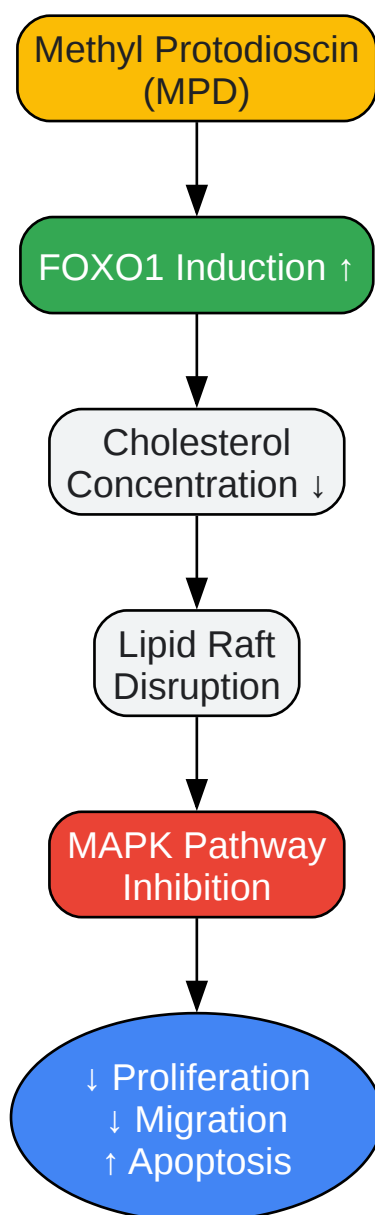 Methyl Protodioscin
(MPD)
FOXO1 Induction ↑
Cholesterol
Concentration ↓
Lipid Raft
Disruption
MAPK Pathway
Inhibition
↓ Proliferation
↓ Migration
↑ Apoptosis